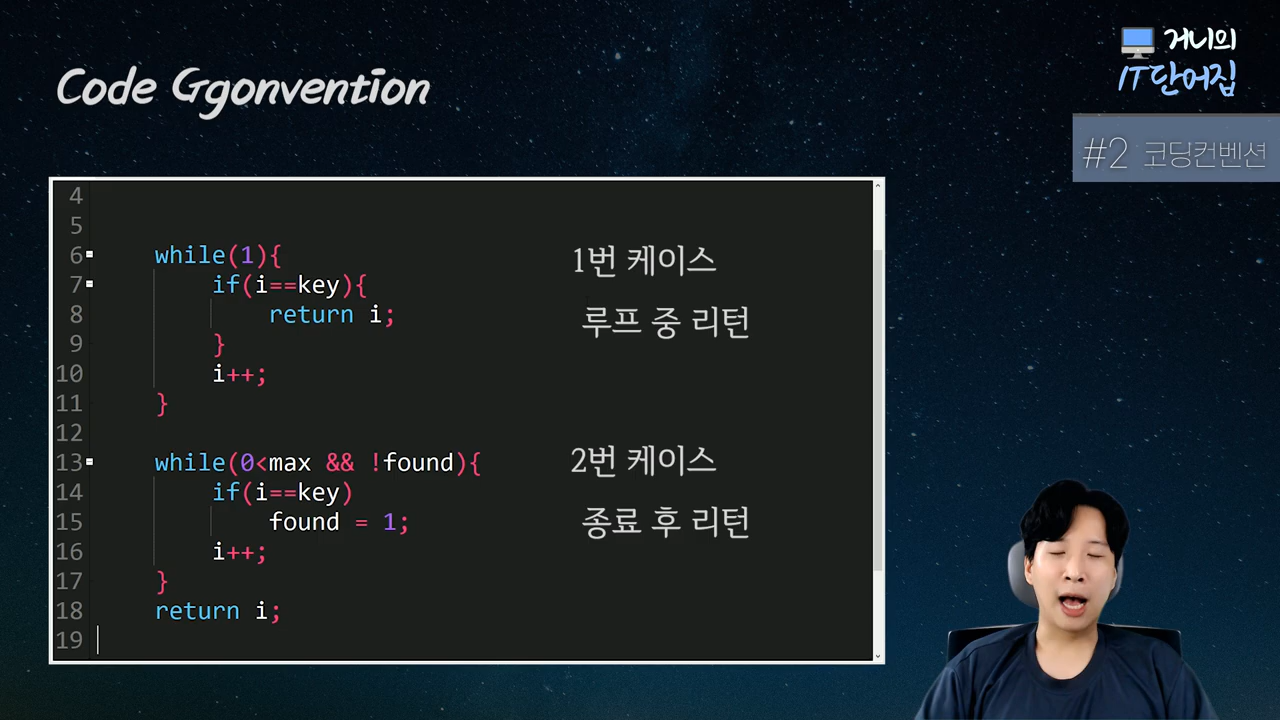 Code Ggonvention
거니의
IT단어집
#2 코딩컨벤션
4
5
6 while(1){
7 if(i==key){
8 return i;
9 }
10 i++;
11 }
12
13 while(0<max && !found){
14 if(i==key)
15 found = 1;
16 i++;
17 }
18 return i;
19
1번 케이스
루프 중 리턴
2번 케이스
종료 후 리턴